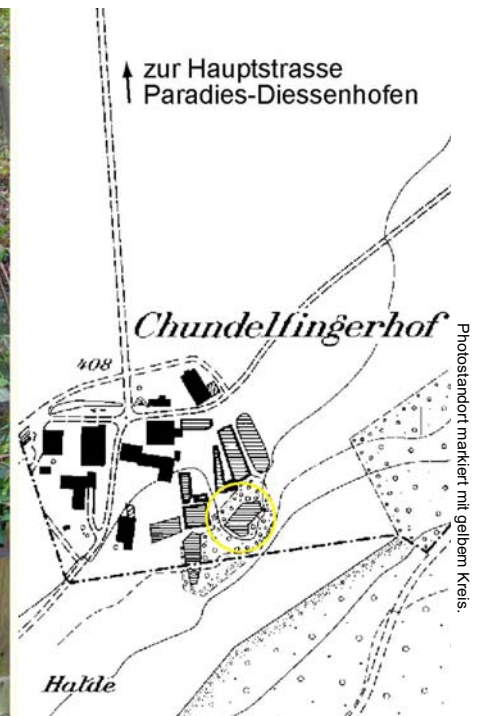 zur Hauptstrasse
Paradies-Diessenhofen
Chundelfingerhof
408
Photostandort markiert mit gelbem Kreis.
Halde